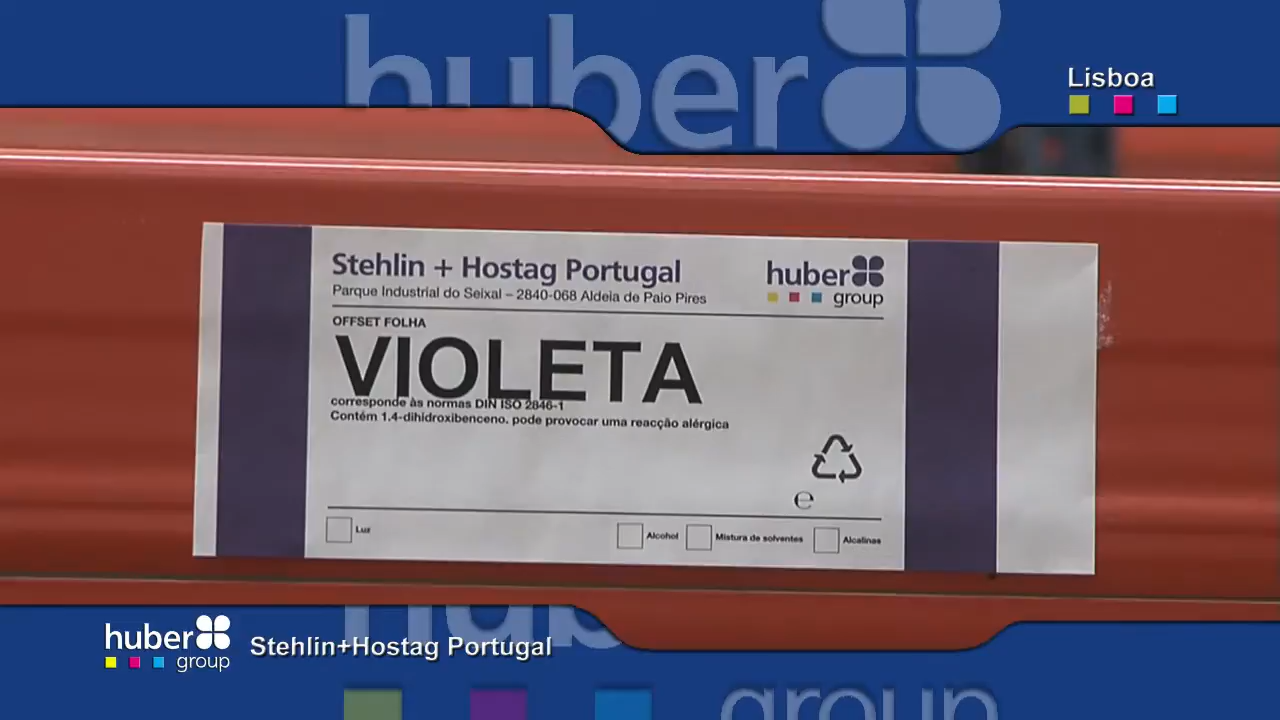 huber
Lisboa
Stehlin + Hostag Portugal
Parque Industrial do Seixal – 2840-068 Aldeia de Paio Pires
huber
group
OFFSET FOLHA
VIOLETA
corresponde às normas DIN ISO 2846-1
Contém 1.4-dihidroxibenceno. pode provocar uma reacção alérgica
℮
Luz
Alcohol
Mistura de solventes
Alcalinas
huber
group
Stehlin+Hostag Portugal
hub
group